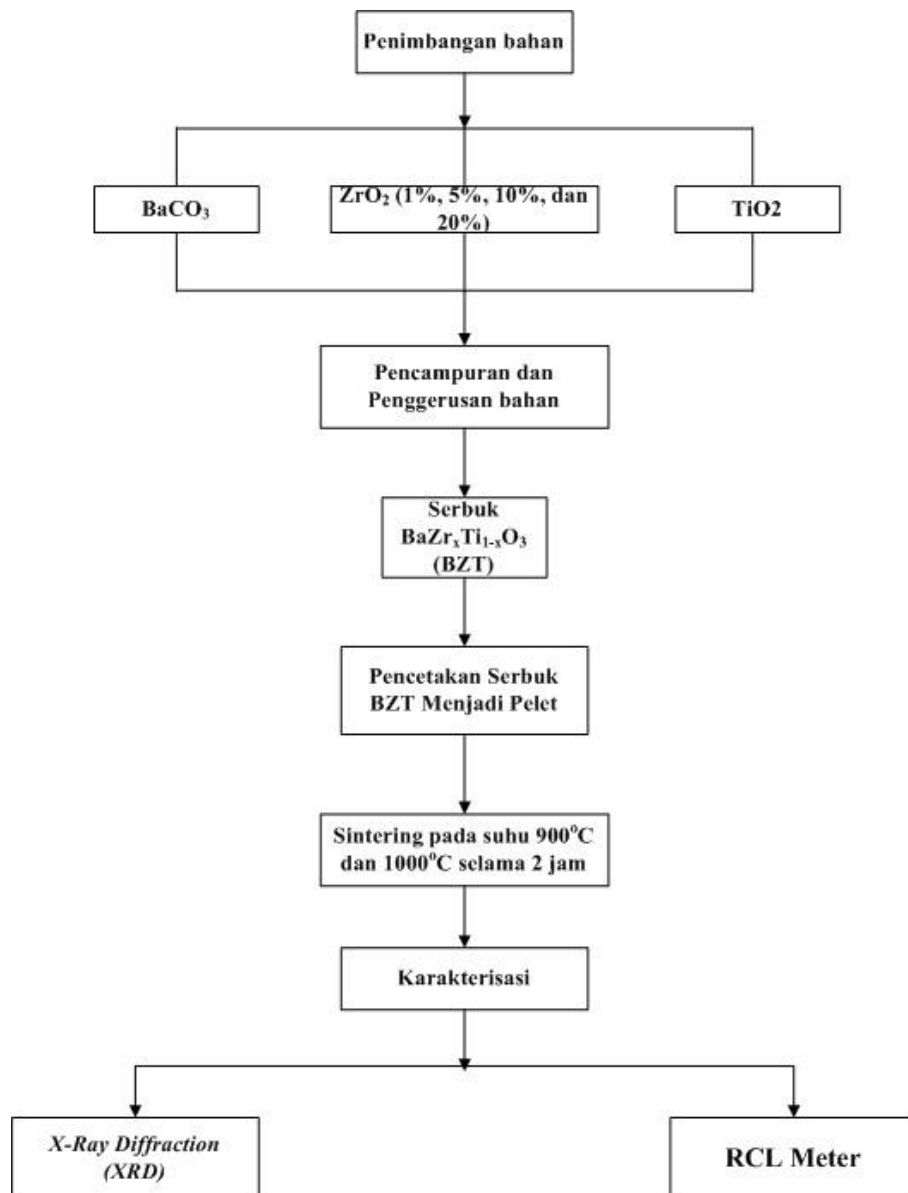 Penimbangan bahan
BaCO₃
ZrO₂ (1%, 5%, 10%, dan
20%)
TiO2
Pencampuran dan
Penggerusan bahan
Serbuk
BaZrₓTi₁₋ₓO₃
(BZT)
Pencetakan Serbuk
BZT Menjadi Pelet
Sintering pada suhu 900°C
dan 1000°C selama 2 jam
Karakterisasi
X-Ray Diffraction
(XRD)
RCL Meter